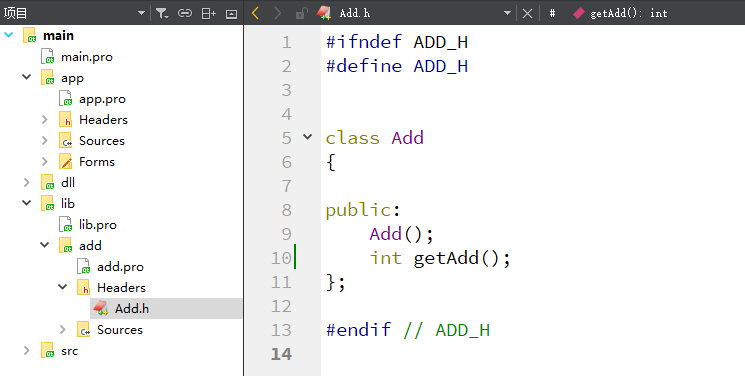 项目
main
main.pro
app
app.pro
Headers
Sources
Forms
dll
lib
lib.pro
add
add.pro
Headers
Add.h
Sources
src
Add.h # getAdd(): int
1 #ifndef ADD_H
2 #define ADD_H
3
4
5 class Add
6 {
7
8 public:
9 Add();
10 int getAdd();
11 };
12
13 #endif // ADD_H
14